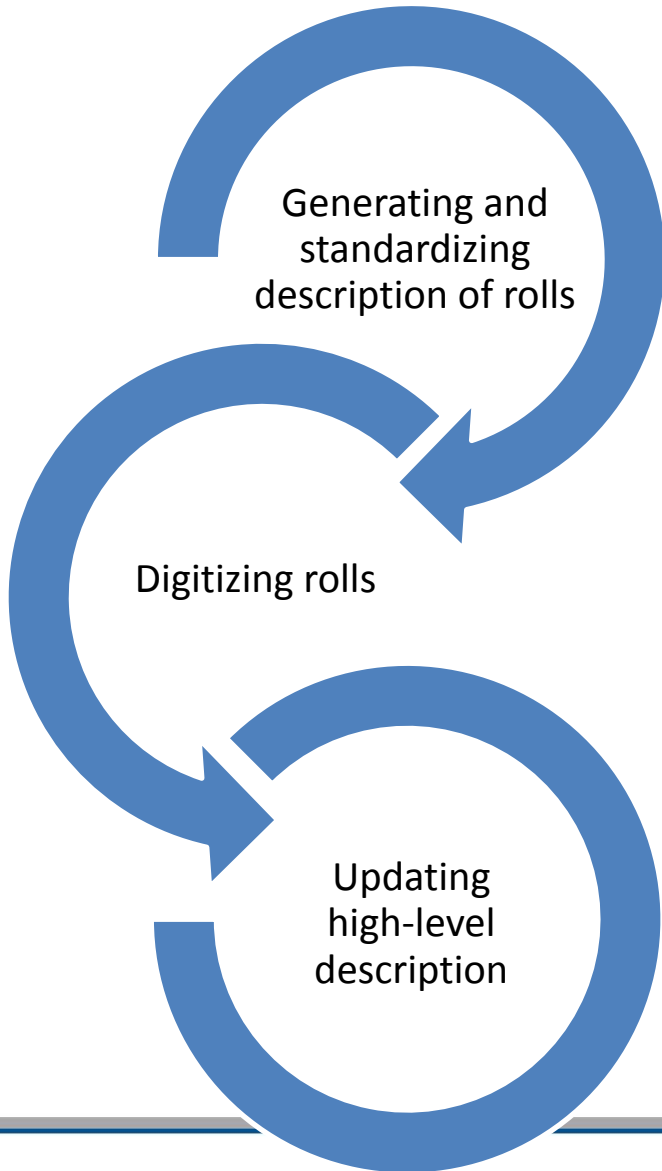 Generating and
standardizing
description of rolls
Digitizing rolls
Updating
high-level
description